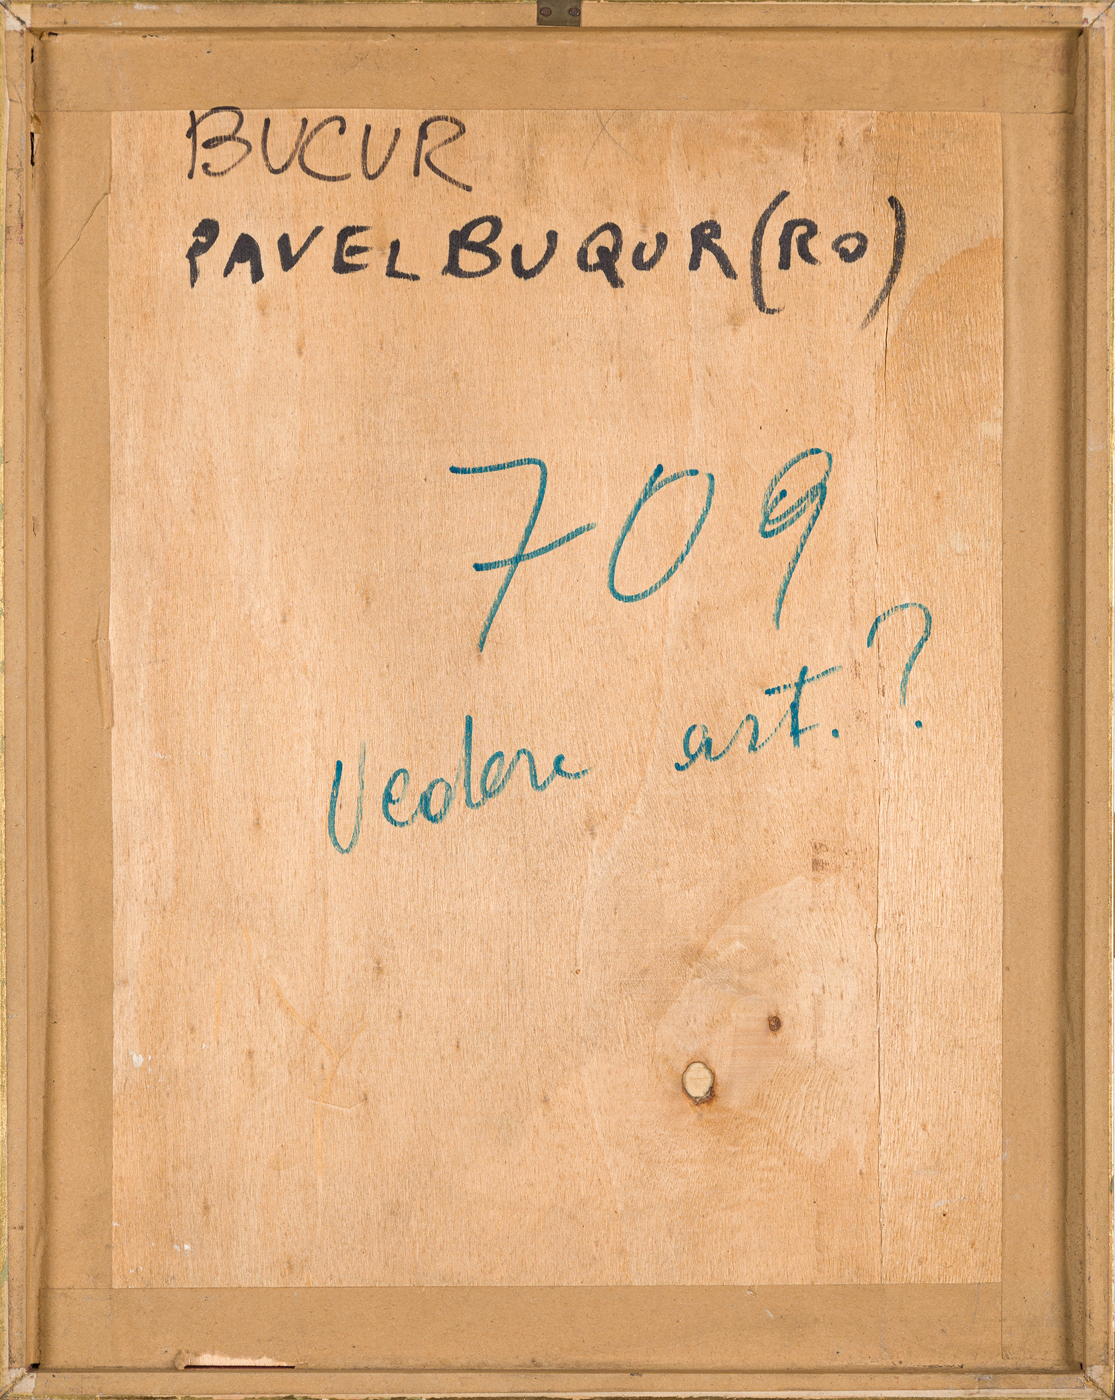 BUCUR
PAVEL BUQUR (RO)
709
Vedere art. ?